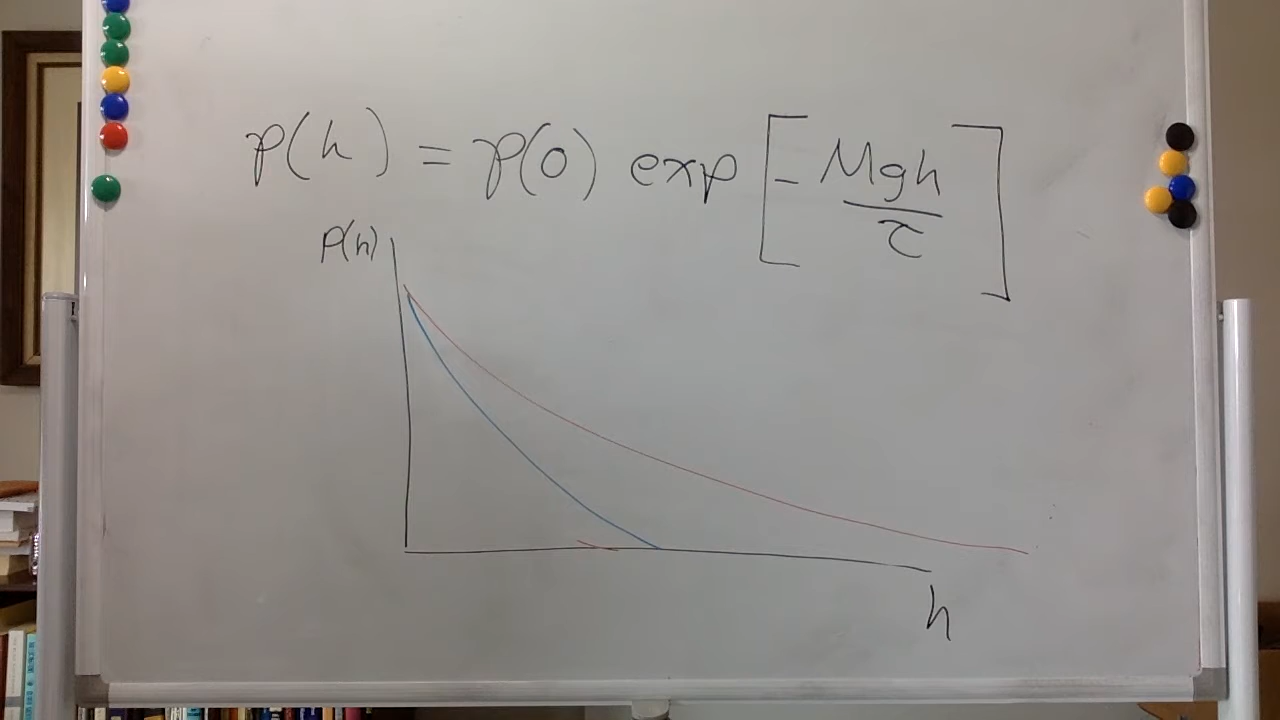 p(h) = p(0) exp [- Mgh / τ]
p(h)
h